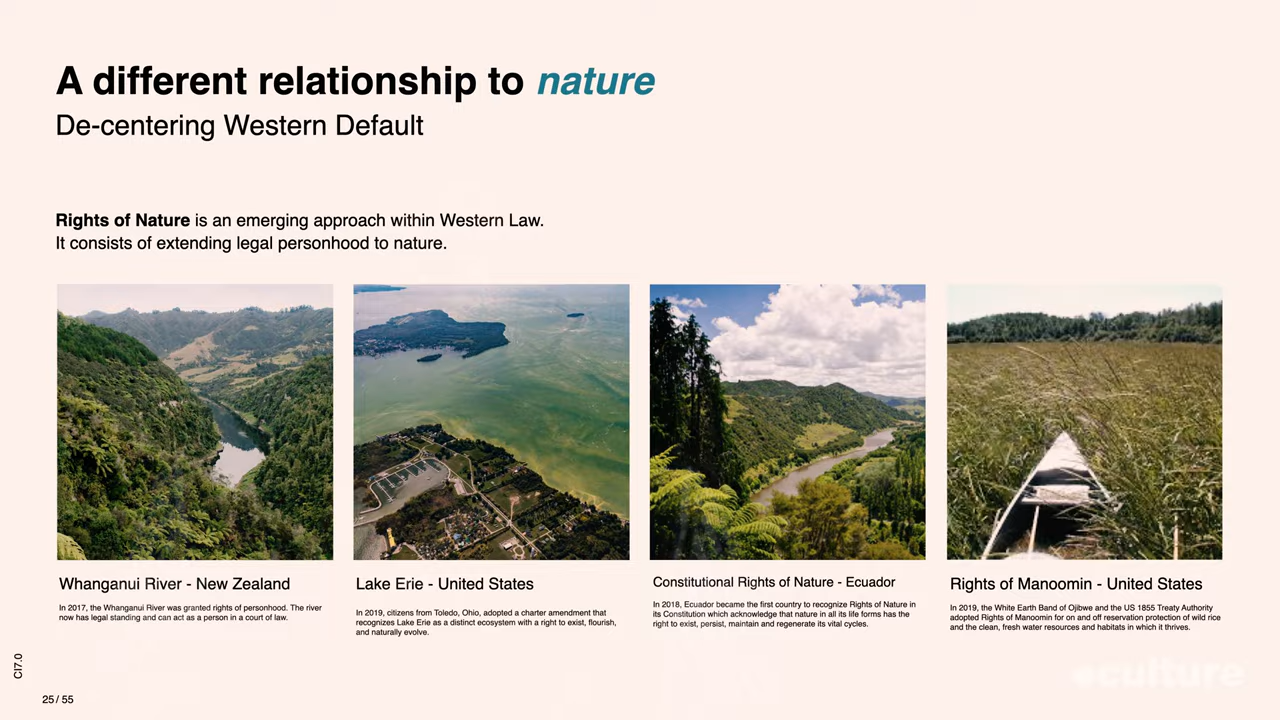 A different relationship to nature
De-centering Western Default
Rights of Nature is an emerging approach within Western Law.
It consists of extending legal personhood to nature.
Whanganui River - New Zealand
In 2017, the Whanganui River was granted rights of personhood. The river
now has legal standing and can act as a person in a court of law.
Lake Erie - United States
In 2019, citizens from Toledo, Ohio, adopted a charter amendment that
recognizes Lake Erie as a distinct ecosystem with a right to exist, flourish,
and naturally evolve.
Constitutional Rights of Nature - Ecuador
In 2018, Ecuador became the first country to recognize Rights of Nature in
its Constitution which acknowledge that nature in all its life forms has the
right to exist, persist, maintain and regenerate its vital cycles.
Rights of Manoomin - United States
In 2019, the White Earth Band of Ojibwe and the US 1855 Treaty Authority
adopted Rights of Manoomin for on and off reservation protection of wild rice
and the clean, fresh water resources and habitats in which it thrives.
CI7.0
25 / 55
culture